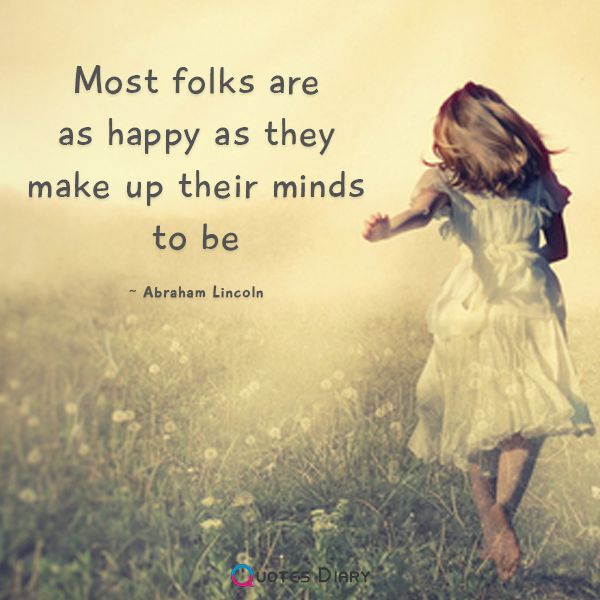 Most folks are
as happy as they
make up their minds
to be
~ Abraham Lincoln
Quotes Diary